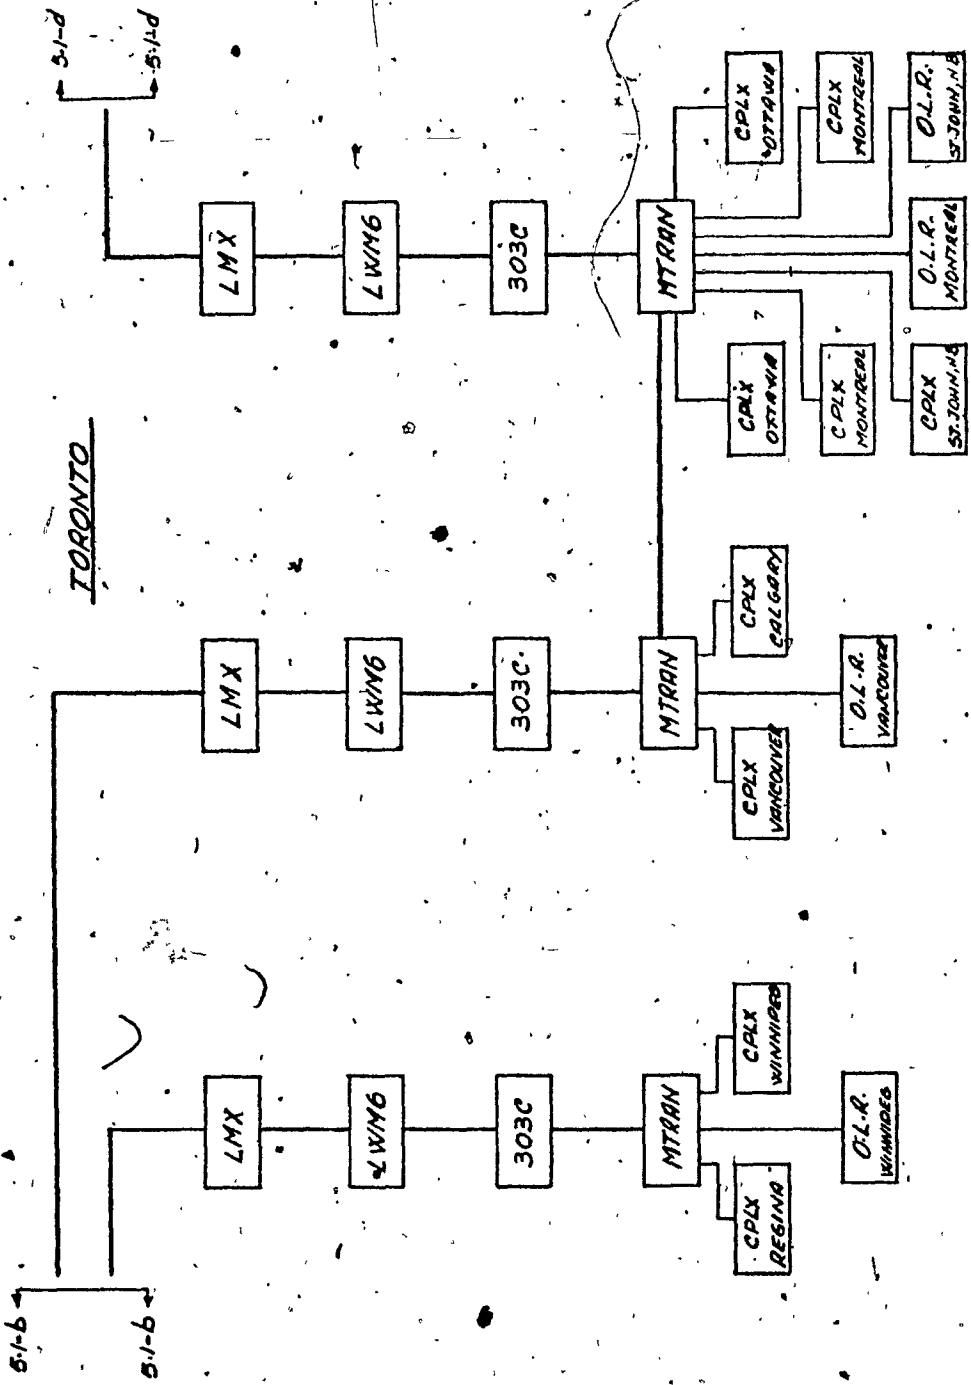 TORONTO
5.1-b
5.1-b
5.1-d
5.1-d
LMX
LMX
LMX
LWM6
LWM6
LWM6
303C
303C
303C
MTRAN
MTRAN
MTRAN
CPLX
REGINA
CPLX
WINNIPEG
O.L.R.
WINNIPEG
CPLX
VANCOUVER
CPLX
CALGARY
O.L.R.
VANCOUVER
CPLX
OTTAWA
CPLX
OTTAWA
CPLX
MONTREAL
CPLX
MONTREAL
CPLX
ST. JOHN, NB
O.L.R.
MONTREAL
O.L.R.
ST JOHN, NB